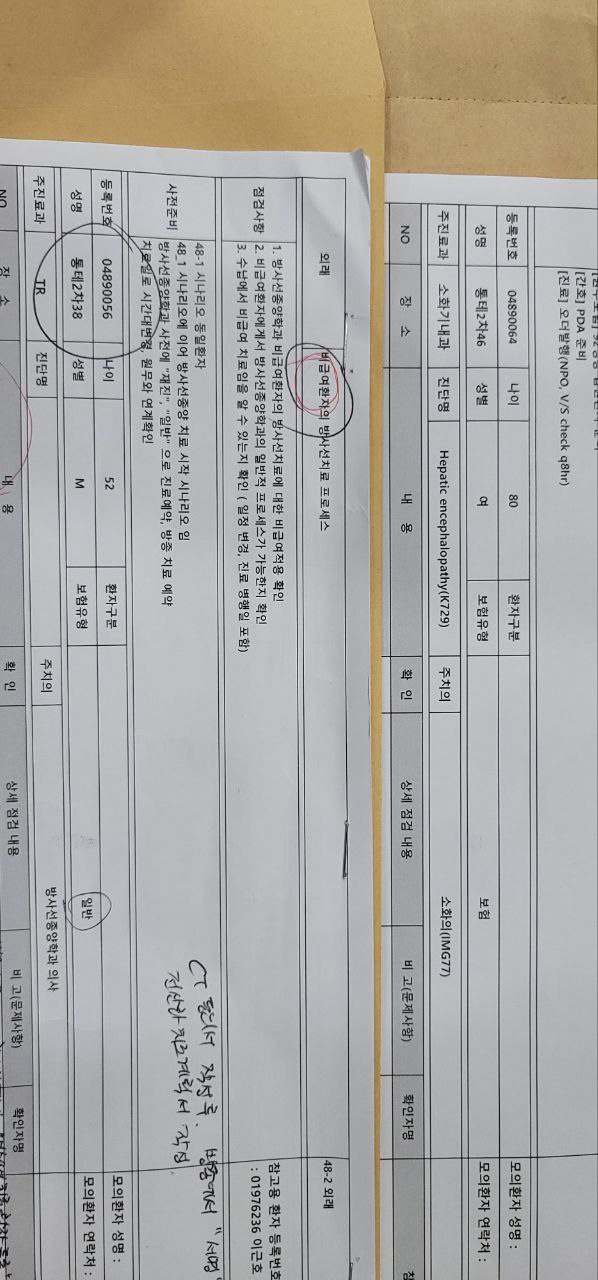 [간호] PDA 준비
[진료] 오더발행(NPO, V/S check q8hr)
등록번호 04890064 나이 80 환자구분 모의환자 성명 :
성명 통테2차46 성별 여 보험유형 보험 모의환자 연락처 :
주진료과 소화기내과 진단명 Hepatic encephalopathy(K729) 주치의 소화의(IMG77)
NO 장 소 내 용 확 인 상세 점검 내용 비 고(문제사항) 확인자명
외래 비급여환자의 방사선치료 프로세스 48-2 외래
점검사항
1. 방사선종양학과 비급여환자의 방사선치료에 대한 비급여적용 확인
2. 비급여환자에게서 방사선종양학과의 일반적 프로세스가 가능한지 확인
3. 수납에서 비급여 치료임을 알 수 있는지 확인 ( 일정 변경, 진료 병행일 포함)
참고용 환자 등록번호
: 01976236 이근호
사전준비
48-1 시나리오 동일환자
48_1 시나리오에 이어 방사선종양 치료 시작 시나리오 임
방사선종양학과 사전에 "재진", "일반" 으로 진료예약, 방종 치료 예약
치료일로 시간대변경, 원무와 연계확인
CT 동의서 작성 후, 방종에서 "서명"
등록번호 04890056 나이 52 환자구분 모의환자 성명 :
성명 통테2차38 성별 M 보험유형 일반 모의환자 연락처 :
주진료과 TR 진단명 주치의 방사선종양학과 의사
NO 장 소 내 용 확 인 상세 점검 내용 비 고(문제사항) 확인자명